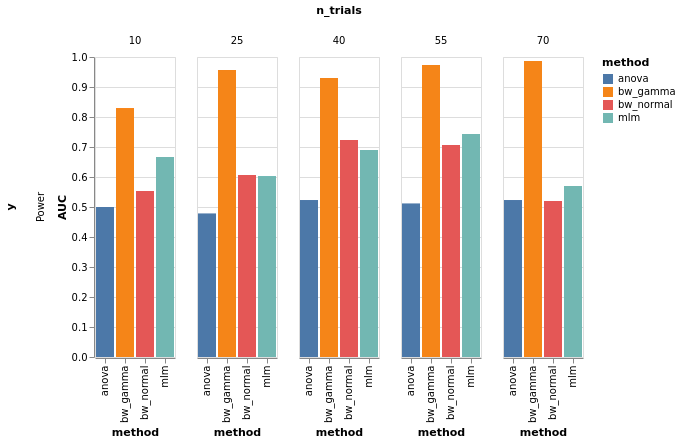 n_trials
10 25 40 55 70
method
anova
bw_gamma
bw_normal
mlm
y
Power
AUC
1.0
0.9
0.8
0.7
0.6
0.5
0.4
0.3
0.2
0.1
0.0
anova bw_gamma bw_normal mlm anova bw_gamma bw_normal mlm anova bw_gamma bw_normal mlm anova bw_gamma bw_normal mlm anova bw_gamma bw_normal mlm
method method method method method